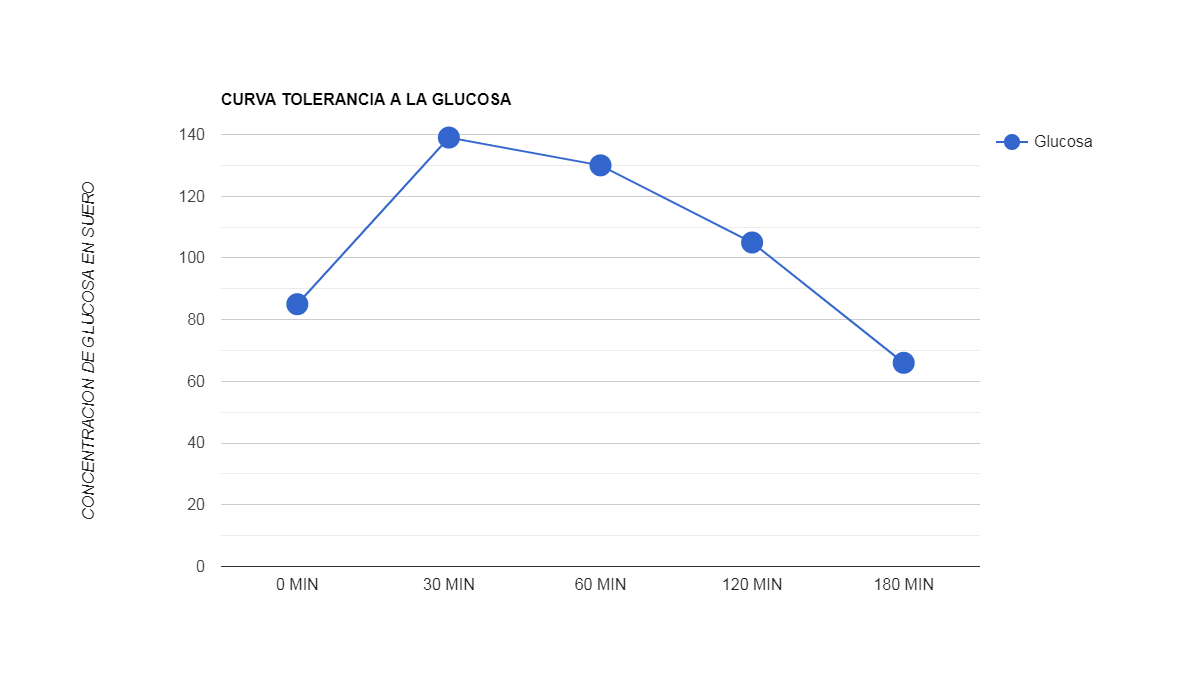 CURVA TOLERANCIA A LA GLUCOSA
Glucosa
CONCENTRACION DE GLUCOSA EN SUERO
140
120
100
80
60
40
20
0
0 MIN 30 MIN 60 MIN 120 MIN 180 MIN